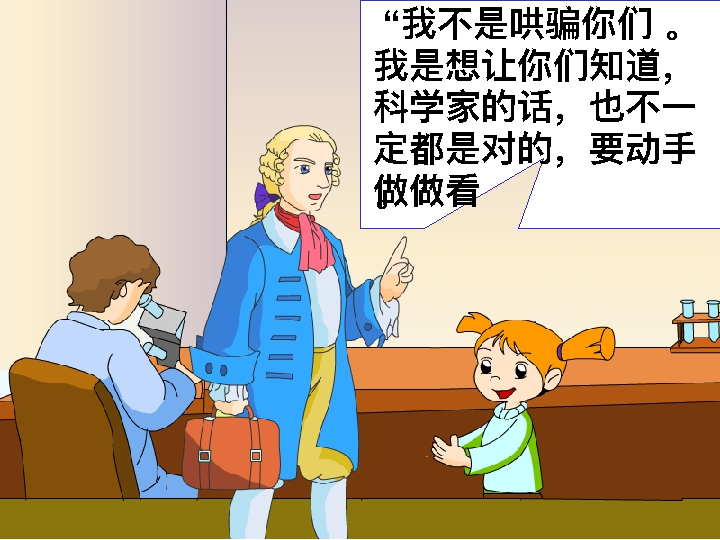 “我不是哄骗你们 。
我是想让你们知道，
科学家的话，也不一
定都是对的，要动手
做做看。